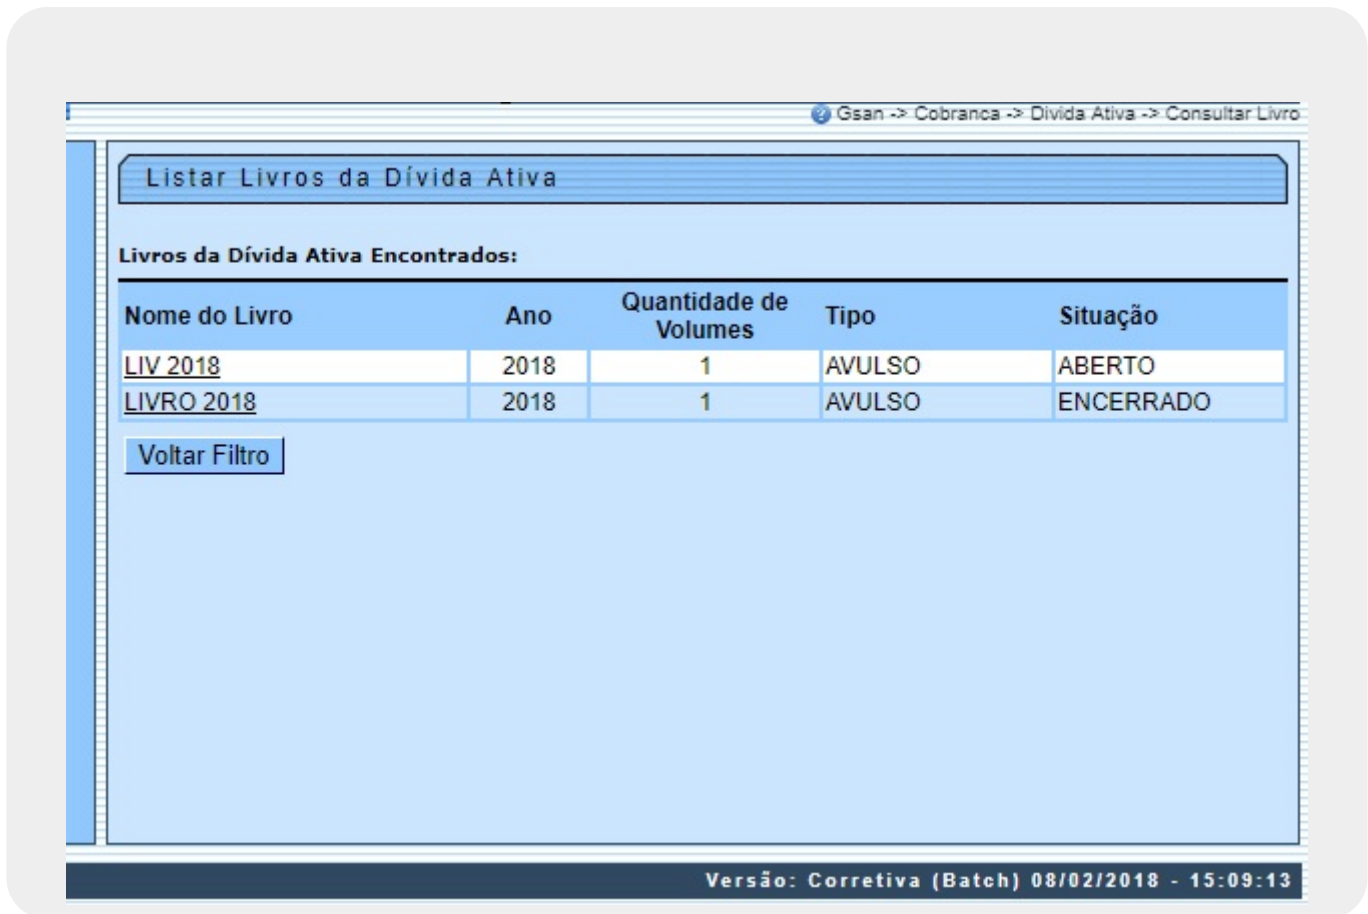 Gsan -> Cobranca -> Divida Ativa -> Consultar Livro
Listar Livros da Dívida Ativa
Livros da Dívida Ativa Encontrados:
Nome do Livro Ano Quantidade de Volumes Tipo Situação
LIV 2018 2018 1 AVULSO ABERTO
LIVRO 2018 2018 1 AVULSO ENCERRADO
Voltar Filtro
Versão: Corretiva (Batch) 08/02/2018 - 15:09:13